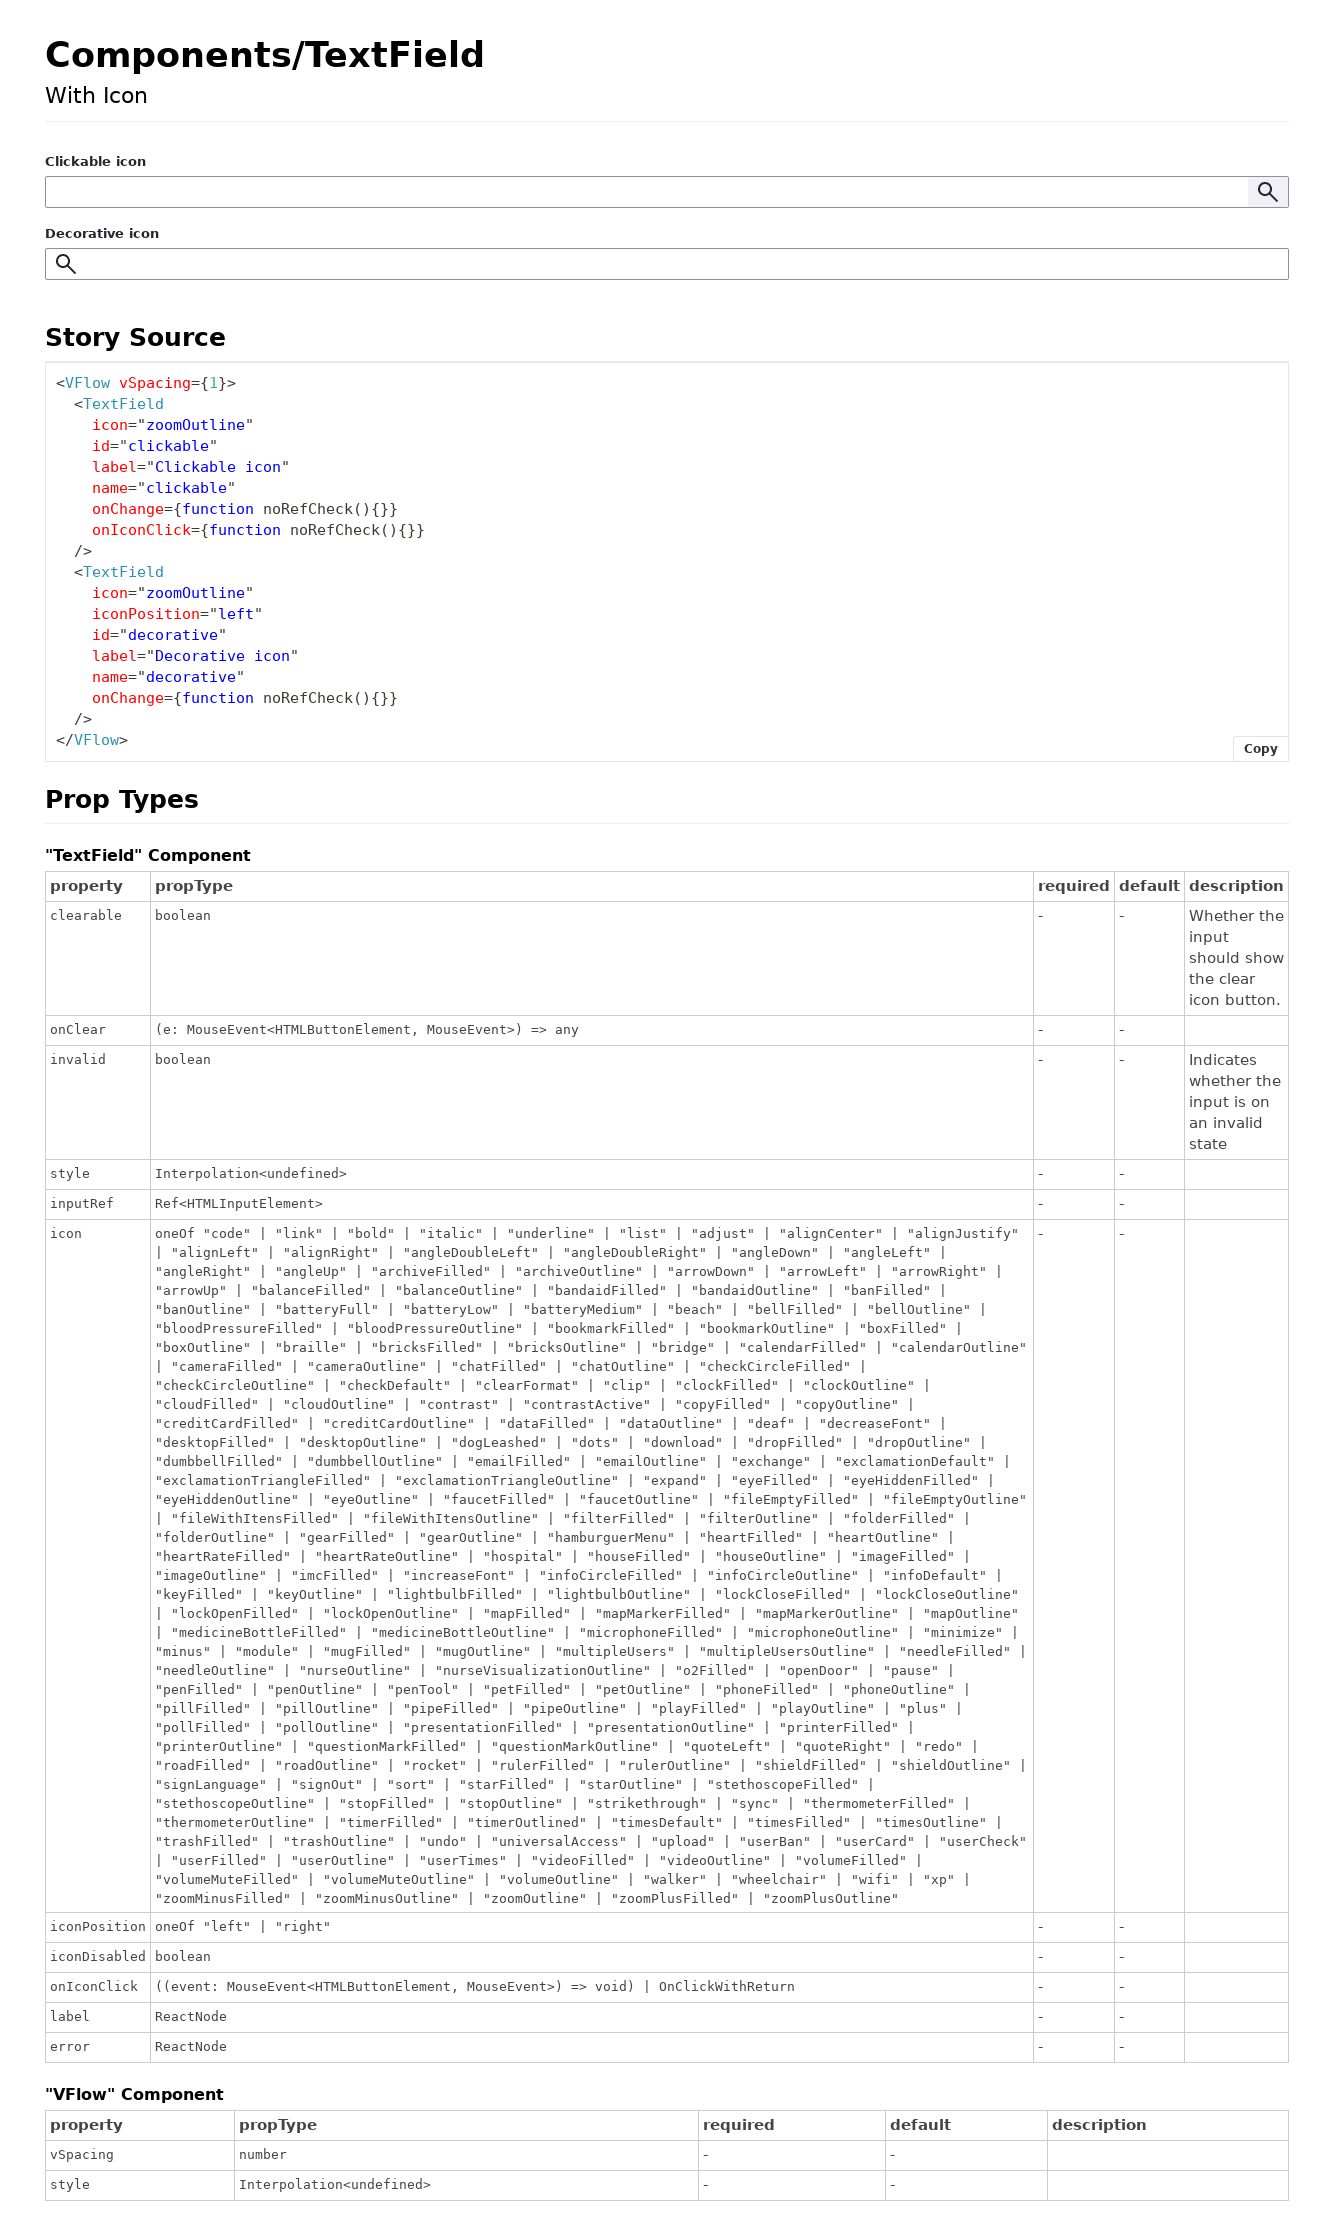 Components/TextField
With Icon
Clickable icon
Decorative icon
Story Source
<VFlow vSpacing={1}>
<TextField
icon="zoomOutline"
id="clickable"
label="Clickable icon"
name="clickable"
onChange={function noRefCheck(){}}
onIconClick={function noRefCheck(){}}
/>
<TextField
icon="zoomOutline"
iconPosition="left"
id="decorative"
label="Decorative icon"
name="decorative"
onChange={function noRefCheck(){}}
/>
</VFlow>
Copy
Prop Types
"TextField" Component
property propType required default description
clearable boolean - - Whether the
input
should show
the clear
icon button.
onClear (e: MouseEvent<HTMLButtonElement, MouseEvent>) => any - -
invalid boolean - - Indicates
whether the
input is on
an invalid
state
style Interpolation<undefined> - -
inputRef Ref<HTMLInputElement> - -
icon oneOf "code" | "link" | "bold" | "italic" | "underline" | "list" | "adjust" | "alignCenter" | "alignJustify" - -
| "alignLeft" | "alignRight" | "angleDoubleLeft" | "angleDoubleRight" | "angleDown" | "angleLeft" |
"angleRight" | "angleUp" | "archiveFilled" | "archiveOutline" | "arrowDown" | "arrowLeft" | "arrowRight" |
"arrowUp" | "balanceFilled" | "balanceOutline" | "bandaidFilled" | "bandaidOutline" | "banFilled" |
"banOutline" | "batteryFull" | "batteryLow" | "batteryMedium" | "beach" | "bellFilled" | "bellOutline" |
"bloodPressureFilled" | "bloodPressureOutline" | "bookmarkFilled" | "bookmarkOutline" | "boxFilled" |
"boxOutline" | "braille" | "bricksFilled" | "bricksOutline" | "bridge" | "calendarFilled" | "calendarOutline"
| "cameraFilled" | "cameraOutline" | "chatFilled" | "chatOutline" | "checkCircleFilled" |
"checkCircleOutline" | "checkDefault" | "clearFormat" | "clip" | "clockFilled" | "clockOutline" |
"cloudFilled" | "cloudOutline" | "contrast" | "contrastActive" | "copyFilled" | "copyOutline" |
"creditCardFilled" | "creditCardOutline" | "dataFilled" | "dataOutline" | "deaf" | "decreaseFont" |
"desktopFilled" | "desktopOutline" | "dogLeashed" | "dots" | "download" | "dropFilled" | "dropOutline" |
"dumbbellFilled" | "dumbbellOutline" | "emailFilled" | "emailOutline" | "exchange" | "exclamationDefault" |
"exclamationTriangleFilled" | "exclamationTriangleOutline" | "expand" | "eyeFilled" | "eyeHiddenFilled" |
"eyeHiddenOutline" | "eyeOutline" | "faucetFilled" | "faucetOutline" | "fileEmptyFilled" | "fileEmptyOutline"
| "fileWithItensFilled" | "fileWithItensOutline" | "filterFilled" | "filterOutline" | "folderFilled" |
"folderOutline" | "gearFilled" | "gearOutline" | "hamburguerMenu" | "heartFilled" | "heartOutline" |
"heartRateFilled" | "heartRateOutline" | "hospital" | "houseFilled" | "houseOutline" | "imageFilled" |
"imageOutline" | "imcFilled" | "increaseFont" | "infoCircleFilled" | "infoCircleOutline" | "infoDefault" |
"keyFilled" | "keyOutline" | "lightbulbFilled" | "lightbulbOutline" | "lockCloseFilled" | "lockCloseOutline"
| "lockOpenFilled" | "lockOpenOutline" | "mapFilled" | "mapMarkerFilled" | "mapMarkerOutline" | "mapOutline"
| "medicineBottleFilled" | "medicineBottleOutline" | "microphoneFilled" | "microphoneOutline" | "minimize" |
"minus" | "module" | "mugFilled" | "mugOutline" | "multipleUsers" | "multipleUsersOutline" | "needleFilled" |
"needleOutline" | "nurseOutline" | "nurseVisualizationOutline" | "o2Filled" | "openDoor" | "pause" |
"penFilled" | "penOutline" | "penTool" | "petFilled" | "petOutline" | "phoneFilled" | "phoneOutline" |
"pillFilled" | "pillOutline" | "pipeFilled" | "pipeOutline" | "playFilled" | "playOutline" | "plus" |
"pollFilled" | "pollOutline" | "presentationFilled" | "presentationOutline" | "printerFilled" |
"printerOutline" | "questionMarkFilled" | "questionMarkOutline" | "quoteLeft" | "quoteRight" | "redo" |
"roadFilled" | "roadOutline" | "rocket" | "rulerFilled" | "rulerOutline" | "shieldFilled" | "shieldOutline" |
"signLanguage" | "signOut" | "sort" | "starFilled" | "starOutline" | "stethoscopeFilled" |
"stethoscopeOutline" | "stopFilled" | "stopOutline" | "strikethrough" | "sync" | "thermometerFilled" |
"thermometerOutline" | "timerFilled" | "timerOutlined" | "timesDefault" | "timesFilled" | "timesOutline" |
"trashFilled" | "trashOutline" | "undo" | "universalAccess" | "upload" | "userBan" | "userCard" | "userCheck"
| "userFilled" | "userOutline" | "userTimes" | "videoFilled" | "videoOutline" | "volumeFilled" |
"volumeMuteFilled" | "volumeMuteOutline" | "volumeOutline" | "walker" | "wheelchair" | "wifi" | "xp" |
"zoomMinusFilled" | "zoomMinusOutline" | "zoomOutline" | "zoomPlusFilled" | "zoomPlusOutline"
iconPosition oneOf "left" | "right" - -
iconDisabled boolean - -
onIconClick ((event: MouseEvent<HTMLButtonElement, MouseEvent>) => void) | OnClickWithReturn - -
label ReactNode - -
error ReactNode - -
"VFlow" Component
property propType required default description
vSpacing number - -
style Interpolation<undefined> - -